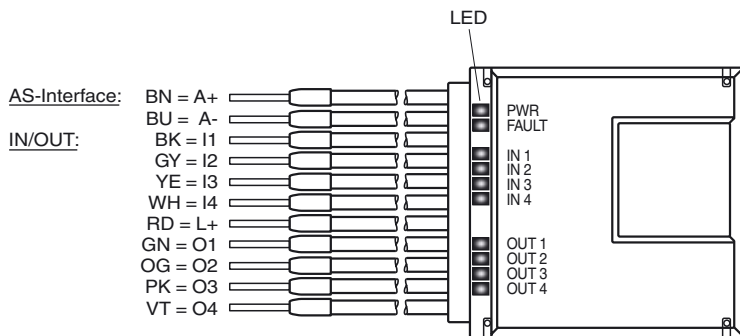 LED
AS-Interface: BN = A+
BU = A-
IN/OUT: BK = I1
GY = I2
YE = I3
WH = I4
RD = L+
GN = O1
OG = O2
PK = O3
VT = O4
PWR
FAULT
IN 1
IN 2
IN 3
IN 4
OUT 1
OUT 2
OUT 3
OUT 4